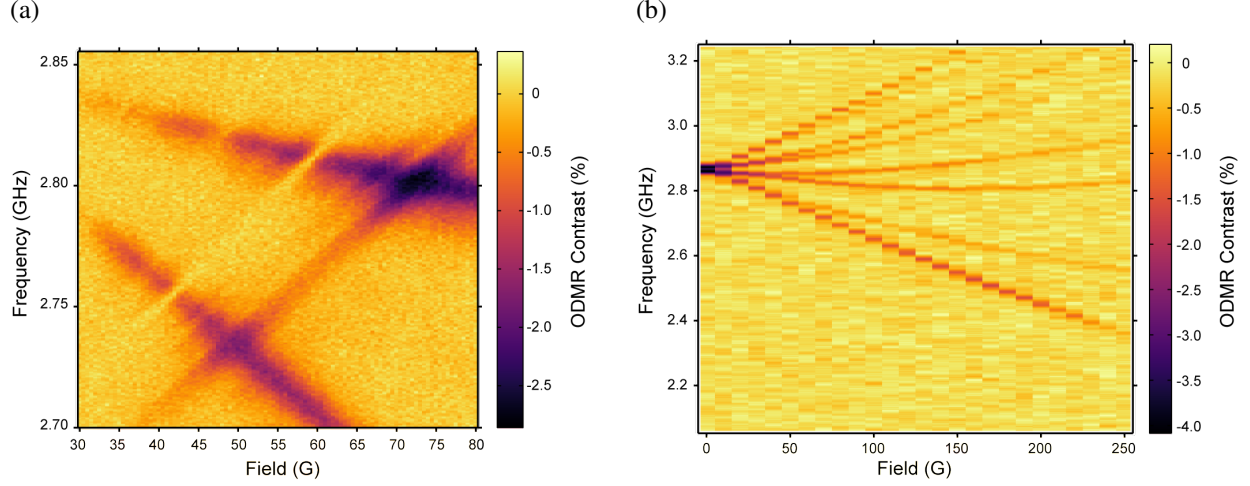 (a)
2.85
2.80
2.75
2.70
Frequency (GHz)
30 35 40 45 50 55 60 65 70 75 80
Field (G)
0
-0.5
-1.0
-1.5
-2.0
-2.5
ODMR Contrast (%)
(b)
3.2
3.0
2.8
2.6
2.4
2.2
Frequency (GHz)
0 50 100 150 200 250
Field (G)
0
-0.5
-1.0
-1.5
-2.0
-2.5
-3.0
-3.5
-4.0
ODMR Contrast (%)